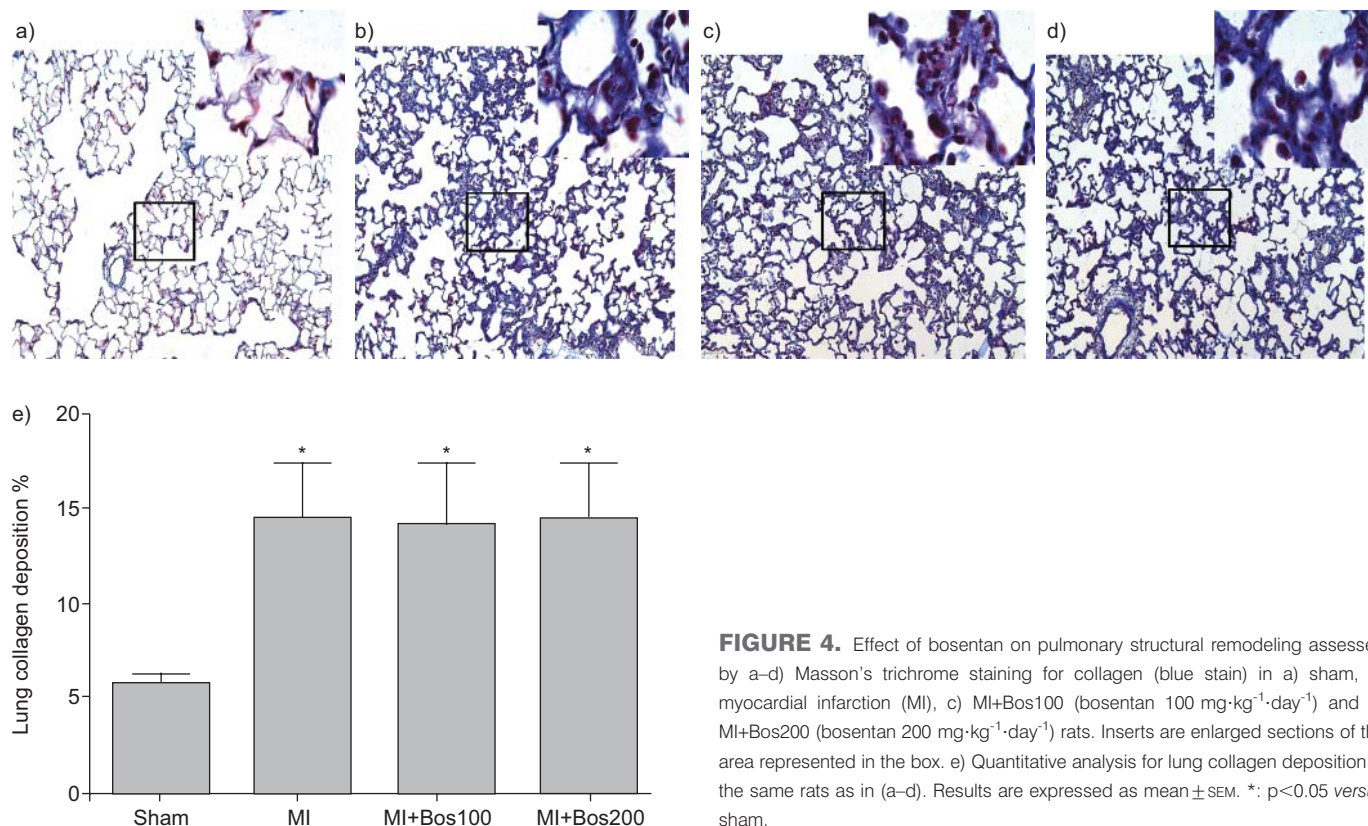 a)
b)
c)
d)
e)
20
15
10
5
0
Lung collagen deposition %
*
*
*
Sham
MI
MI+Bos100
MI+Bos200
FIGURE 4. Effect of bosentan on pulmonary structural remodeling assesse
by a–d) Masson's trichrome staining for collagen (blue stain) in a) sham,
myocardial infarction (MI), c) MI+Bos100 (bosentan 100 mg·kg⁻¹·day⁻¹) and
MI+Bos200 (bosentan 200 mg·kg⁻¹·day⁻¹) rats. Inserts are enlarged sections of th
area represented in the box. e) Quantitative analysis for lung collagen deposition
the same rats as in (a–d). Results are expressed as mean±SEM. *: p<0.05 versu
sham.